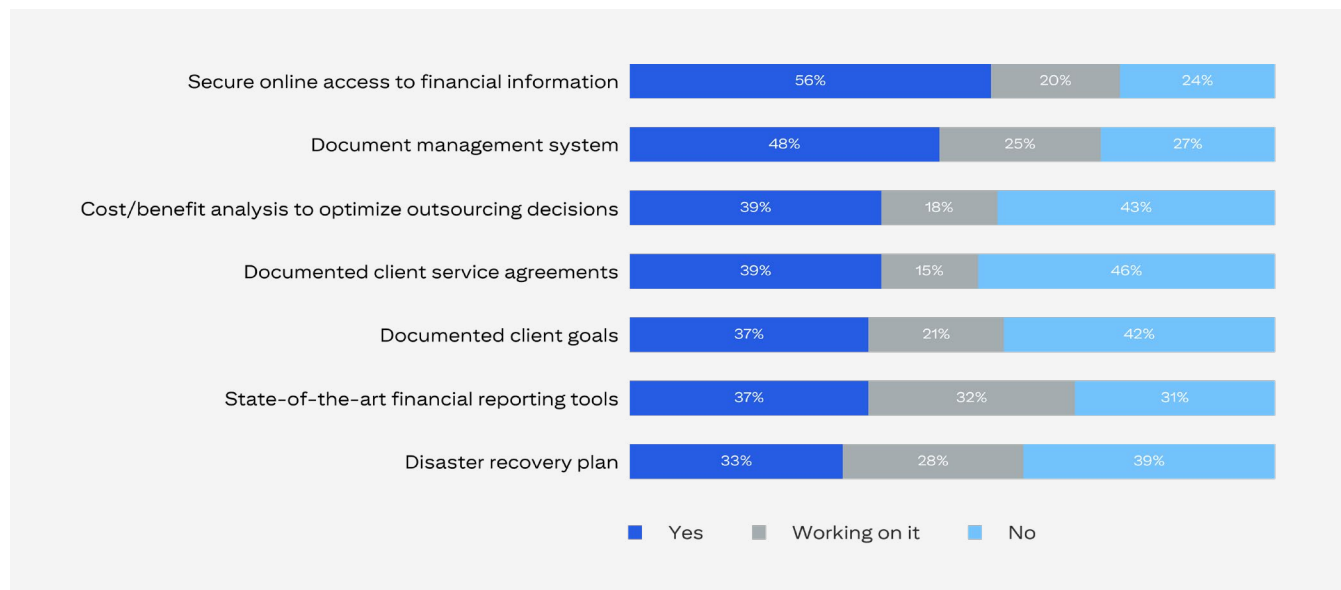 Secure online access to financial information 56% 20% 24%
Document management system 48% 25% 27%
Cost/benefit analysis to optimize outsourcing decisions 39% 18% 43%
Documented client service agreements 39% 15% 46%
Documented client goals 37% 21% 42%
State-of-the-art financial reporting tools 37% 32% 31%
Disaster recovery plan 33% 28% 39%
Yes Working on it No